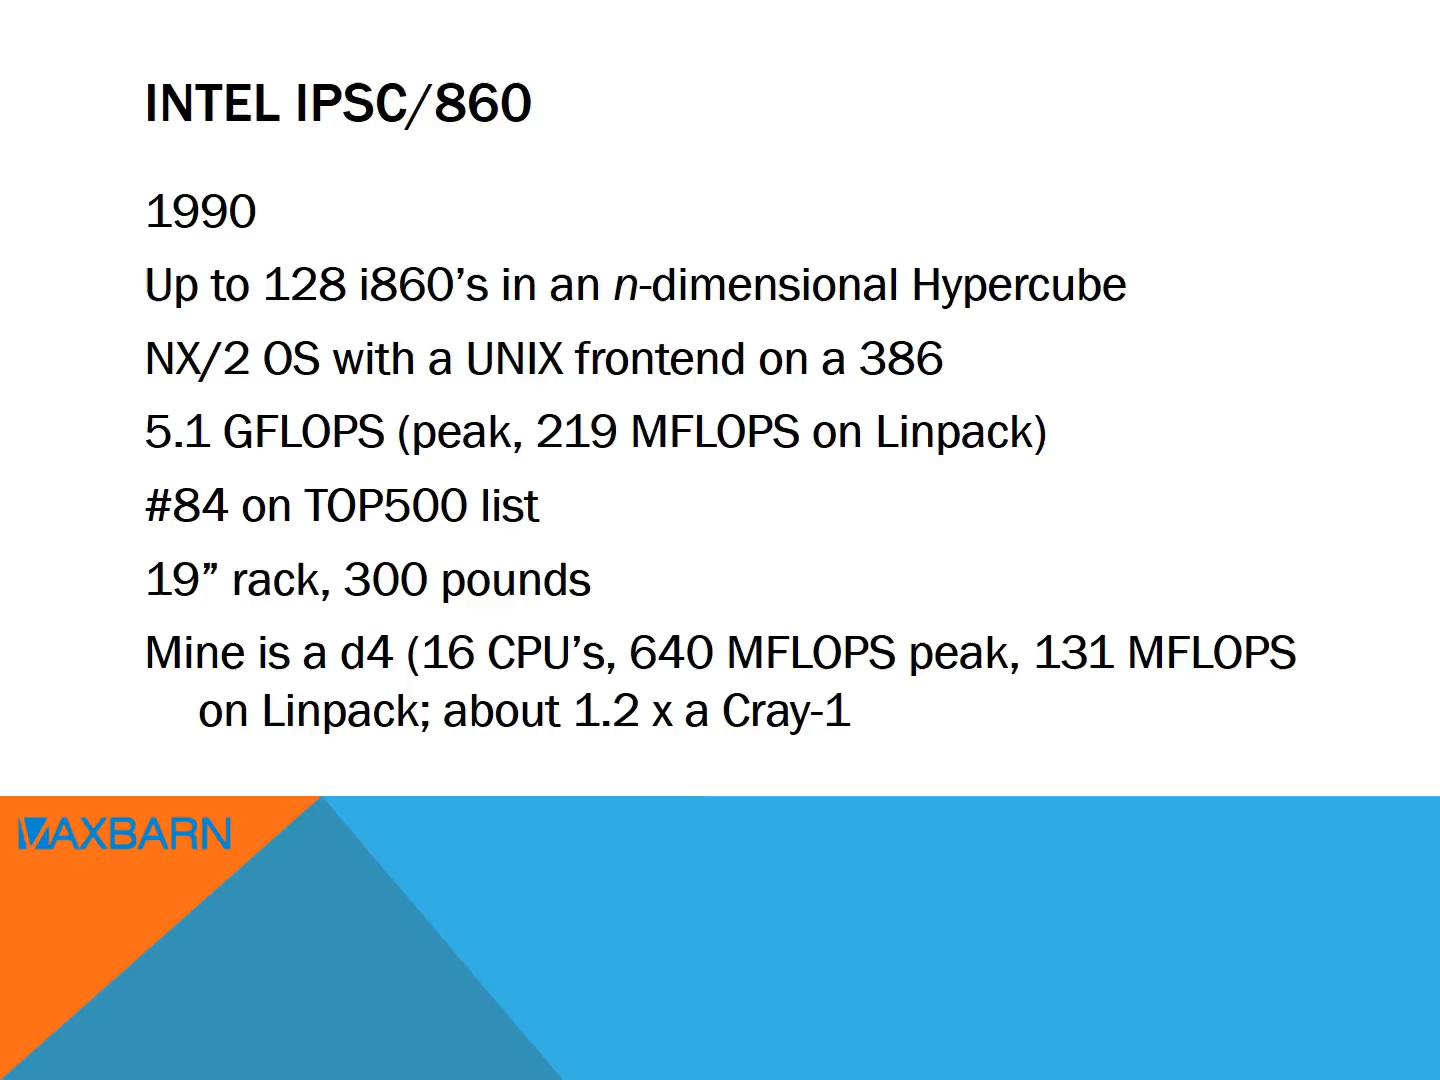 INTEL IPSC/860
1990
Up to 128 i860’s in an n-dimensional Hypercube
NX/2 OS with a UNIX frontend on a 386
5.1 GFLOPS (peak, 219 MFLOPS on Linpack)
#84 on TOP500 list
19” rack, 300 pounds
Mine is a d4 (16 CPU’s, 640 MFLOPS peak, 131 MFLOPS
on Linpack; about 1.2 x a Cray-1
VAXBARN